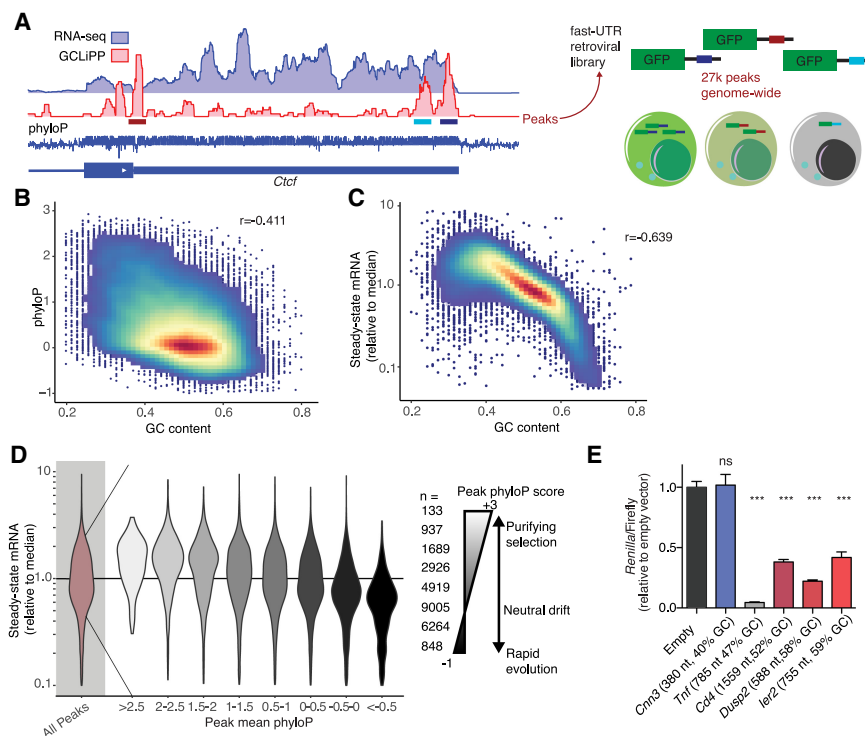 A
RNA-seq
GCLiPP
phyloP
Ctcf
Peaks
fast-UTR
retroviral
library
GFP
GFP
GFP
27k peaks
genome-wide
B
r=-0.411
phyloP
3
2
1
0
−1
0.2
0.4
0.6
0.8
GC content
C
r=-0.639
Steady-state mRNA
(relative to median)
10
1.0
0.1
0.2
0.4
0.6
0.8
GC content
D
Steady-state mRNA
(relative to median)
10
1.0
0.1
All Peaks
>2.5
2-2.5
1.5-2
1-1.5
0.5-1
0-0.5
-0.5-0
<-0.5
Peak mean phyloP
n =
133
937
1689
2926
4919
9005
6264
848
Peak phyloP score
+3
-1
Purifying
selection
Neutral drift
Rapid
evolution
E
Renilla/Firefly
(relative to empty vector)
1.0
0.5
0.0
ns
***
***
***
***
Empty
Cnn3 (380 nt, 40% GC)
Tnf (785 nt 47% GC)
Cd4 (1559 nt,52% GC)
Dusp2 (588 nt,58% GC)
Ier2 (755 nt, 59% GC)